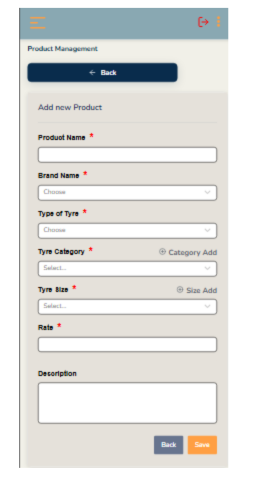 Product Management
← Back
Add new Product
Product Name *
Brand Name *
Choose
Type of Tyre *
Choose
Tyre Category *
Category Add
Select...
Tyre Size *
Size Add
Select...
Rate *
Description
Back Save